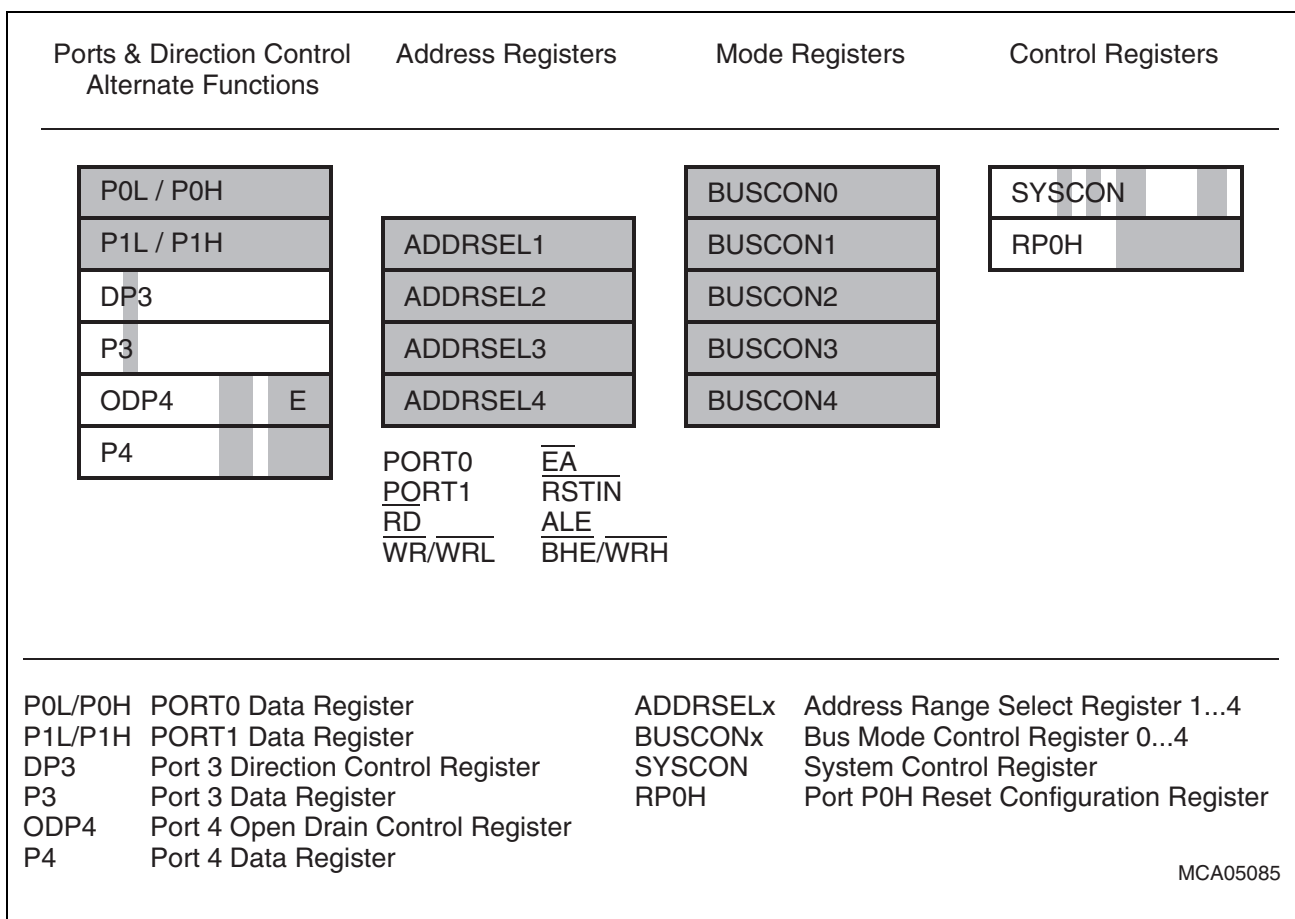 Ports & Direction Control
Alternate Functions
Address Registers
Mode Registers
Control Registers
P0L / P0H
P1L / P1H
DP3
P3
ODP4 E
P4
ADDRSEL1
ADDRSEL2
ADDRSEL3
ADDRSEL4
PORT0 EA
PORT1 RSTIN
RD ALE
WR/WRL BHE/WRH
BUSCON0
BUSCON1
BUSCON2
BUSCON3
BUSCON4
SYSCON
RP0H
P0L/P0H PORT0 Data Register
P1L/P1H PORT1 Data Register
DP3 Port 3 Direction Control Register
P3 Port 3 Data Register
ODP4 Port 4 Open Drain Control Register
P4 Port 4 Data Register
ADDRSELx Address Range Select Register 1...4
BUSCONx Bus Mode Control Register 0...4
SYSCON System Control Register
RP0H Port P0H Reset Configuration Register
MCA05085